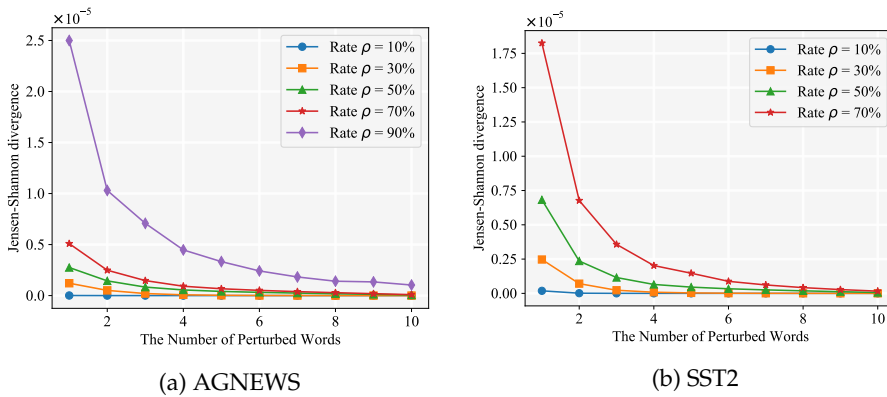 ×10⁻⁵
2.5
2.0
1.5
1.0
0.5
0.0
Jensen-Shannon divergence
Rate ρ = 10%
Rate ρ = 30%
Rate ρ = 50%
Rate ρ = 70%
Rate ρ = 90%
2 4 6 8 10
The Number of Perturbed Words
(a) AGNEWS
×10⁻⁵
1.75
1.50
1.25
1.00
0.75
0.50
0.25
0.00
Jensen-Shannon divergence
Rate ρ = 10%
Rate ρ = 30%
Rate ρ = 50%
Rate ρ = 70%
2 4 6 8 10
The Number of Perturbed Words
(b) SST2